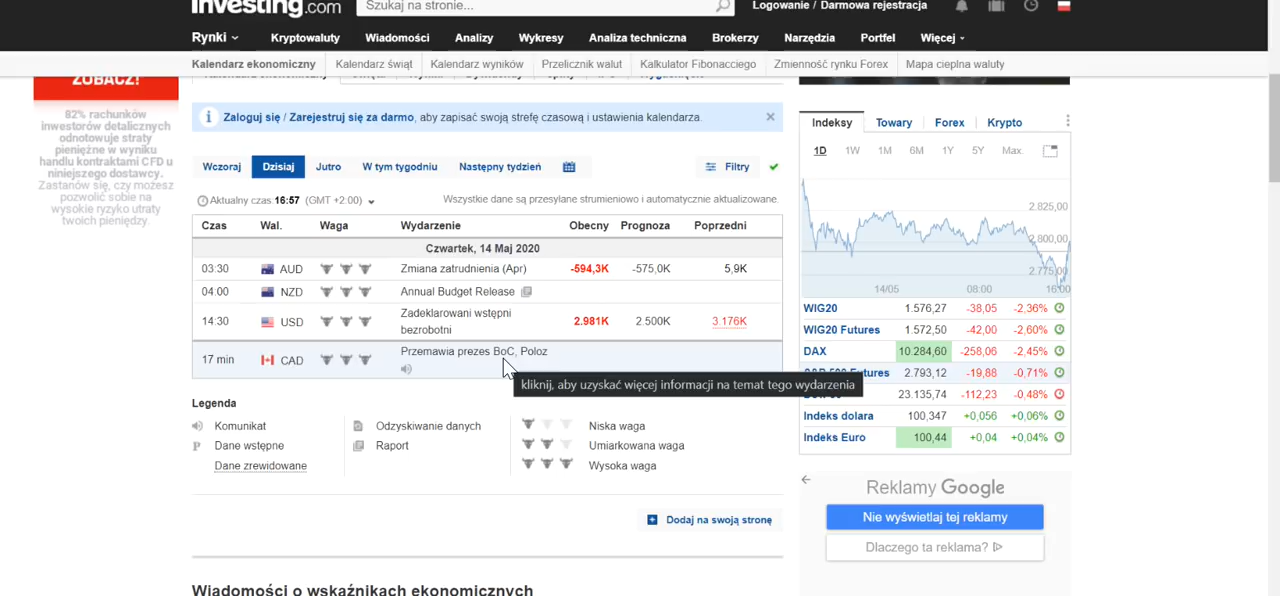 Investing.com
Szukaj na stronie...
Logowanie / Darmowa rejestracja
Rynki
Kryptowaluty
Wiadomości
Analizy
Wykresy
Analiza techniczna
Brokerzy
Narzędzia
Portfel
Więcej
Kalendarz ekonomiczny
Kalendarz świąt
Kalendarz wyników
Przelicznik walut
Kalkulator Fibonacciego
Zmienność rynku Forex
Mapa cieplna waluty
ZOBACZ!
82% rachunków
inwestorów detalicznych
odnotowuje straty
pieniężne w wyniku
handlu kontraktami CFD u
niniejszego dostawcy.
Zastanów się, czy możesz
pozwolić sobie na
wysokie ryzyko utraty
twoich pieniędzy.
Zaloguj się / Zarejestruj się za darmo, aby zapisać swoją strefę czasową i ustawienia kalendarza.
Wczoraj
Dzisiaj
Jutro
W tym tygodniu
Następny tydzień
Filtry
Aktualny czas 16:57 (GMT +2:00)
Wszystkie dane są przesyłane strumieniowo i automatycznie aktualizowane.
Czas Wal. Waga Wydarzenie Obecny Prognoza Poprzedni
Czwartek, 14 Maj 2020
03:30 AUD Zmiana zatrudnienia (Apr) -594,3K -575,0K 5,9K
04:00 NZD Annual Budget Release
14:30 USD Zadeklarowani wstępni
bezrobotni 2.981K 2.500K 3 176K
17 min CAD Przemawia prezes BoC, Poloz
kliknij, aby uzyskać więcej informacji na temat tego wydarzenia
Legenda
Komunikat
P Dane wstępne
Dane zrewidowane
Odzyskiwanie danych
Raport
Niska waga
Umiarkowana waga
Wysoka waga
Dodaj na swoją stronę
Wiadomości o wskaźnikach ekonomicznych
Indeksy
Towary
Forex
Krypto
1D 1W 1M 6M 1Y 5Y Max.
2.825,00
2.800,00
2.775,00
14/05 08:00 16:00
WIG20 1.576,27 -38,05 -2,36%
WIG20 Futures 1.572,50 -42,00 -2,60%
DAX 10.284,60 -258,06 -2,45%
S&P 500 Futures 2.793,12 -19,88 -0,71%
23.135,74 -112,23 -0,48%
Indeks dolara 100,347 +0,056 +0,06%
Indeks Euro 100,44 +0,04 +0,04%
Reklamy Google
Nie wyświetlaj tej reklamy
Dlaczego ta reklama?